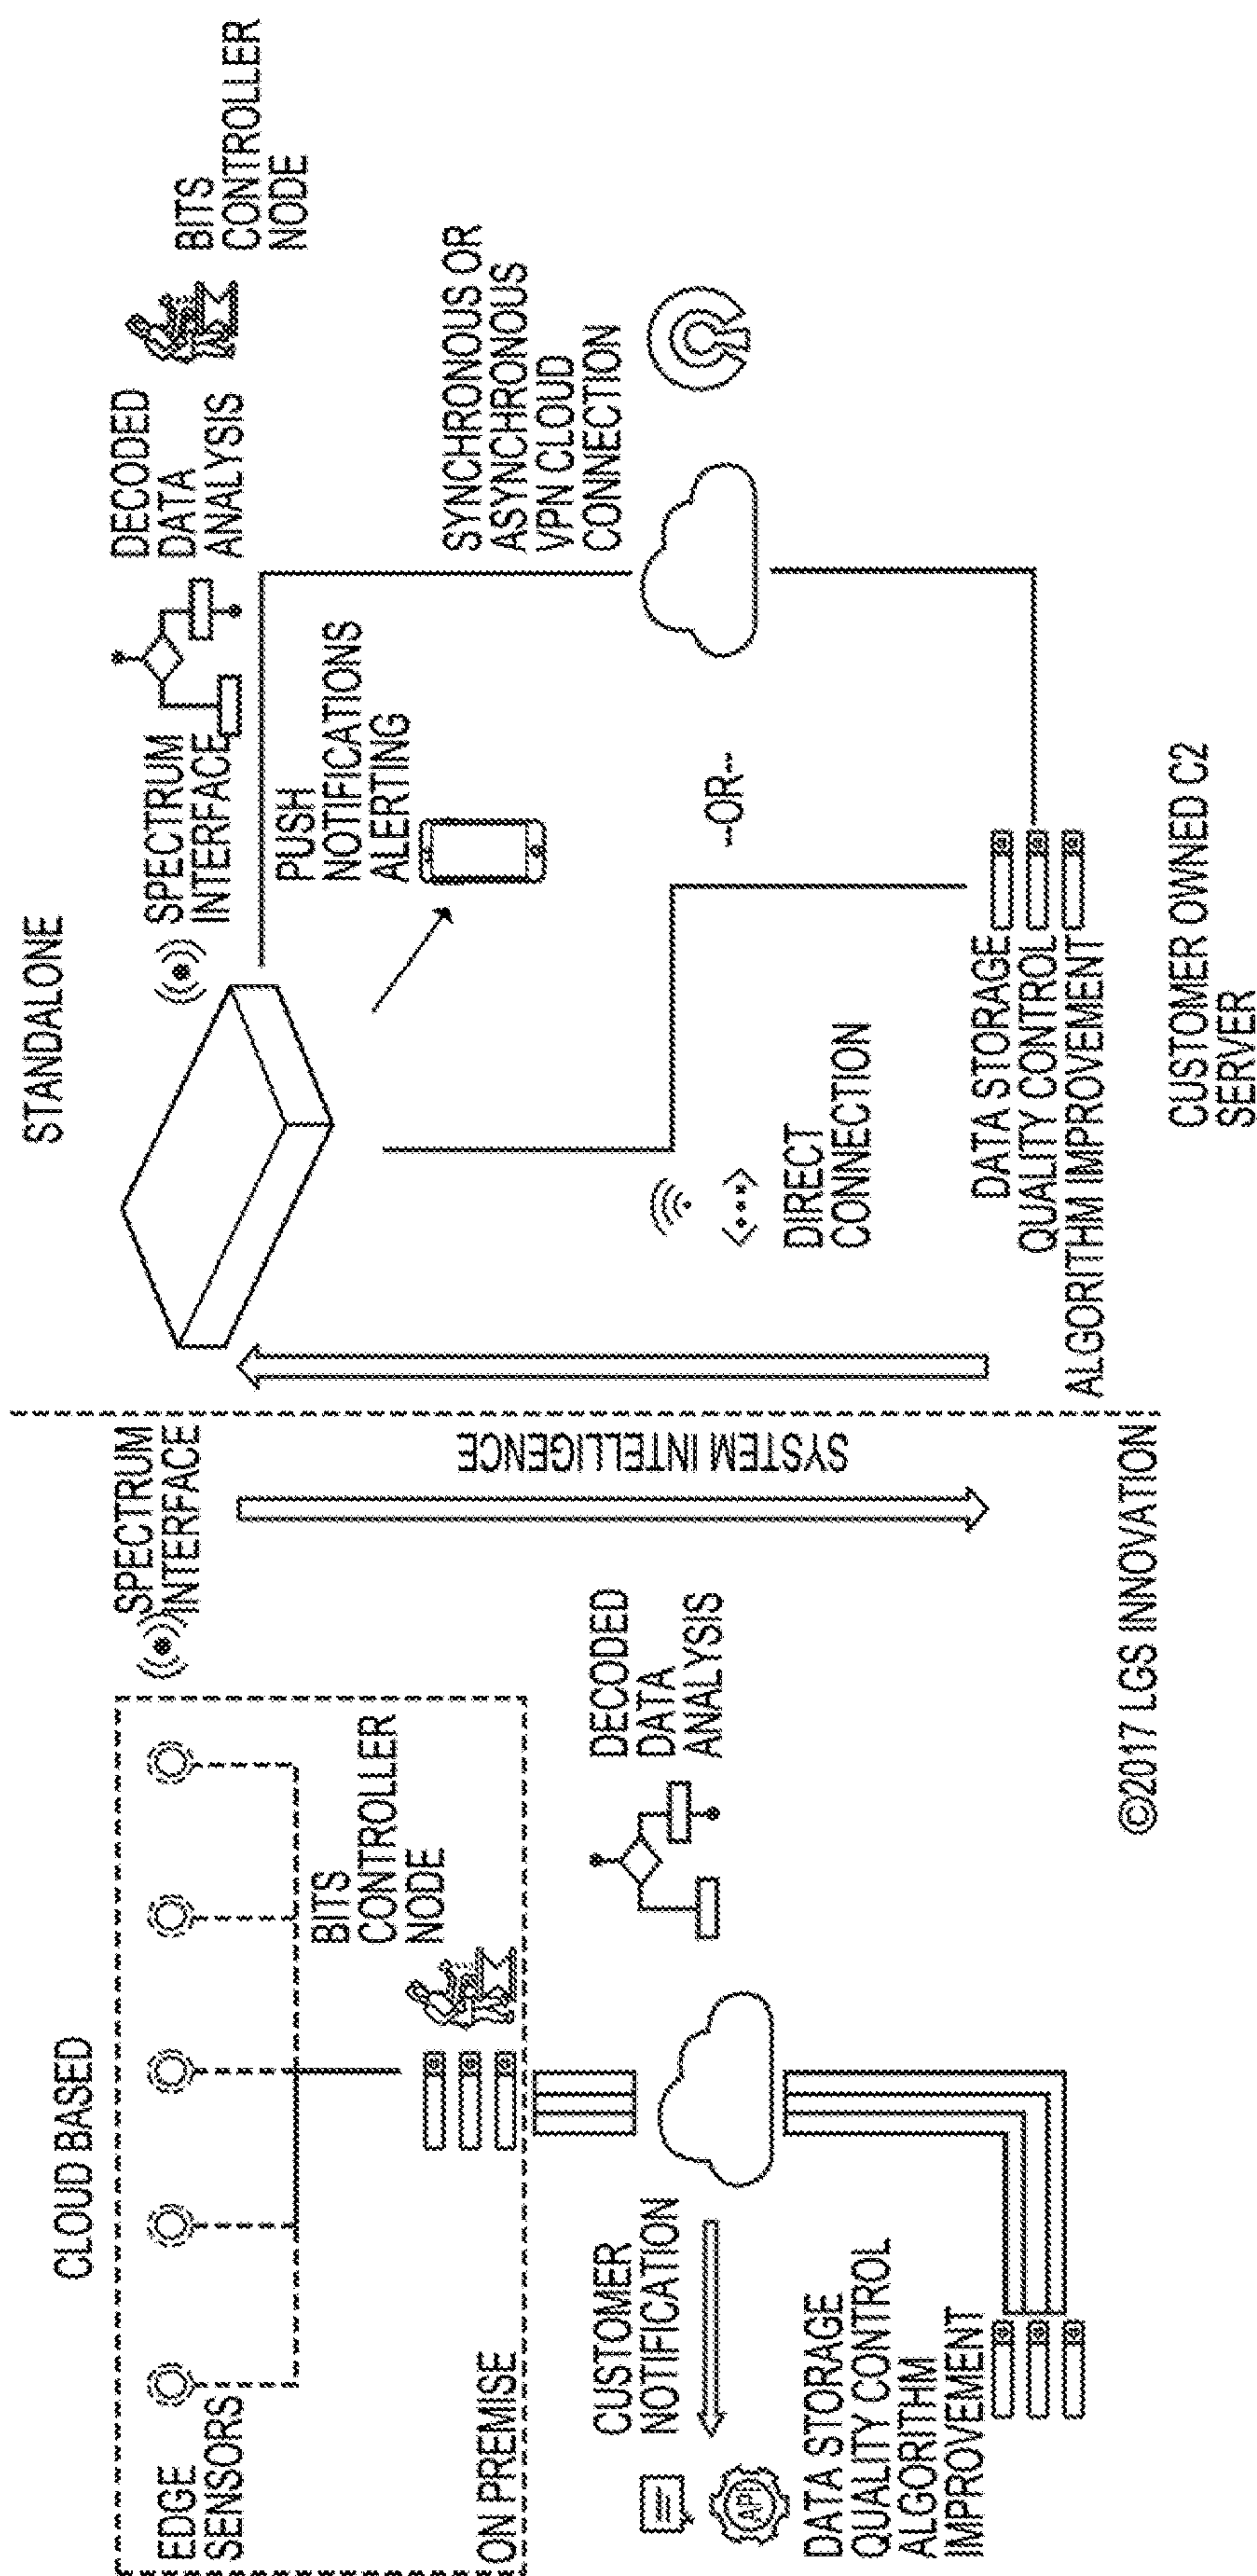 CLOUD BASED
EDGE
SENSORS
SPECTRUM
INTERFACE
BITS
CONTROLLER
NODE
ON PREMISE
CUSTOMER
NOTIFICATION
DECODED
DATA
ANALYSIS
API
DATA STORAGE
QUALITY CONTROL
ALGORITHM
IMPROVEMENT
©2017 LGS INNOVATION
SYSTEM INTELLIGENCE
STANDALONE
SPECTRUM
INTERFACE
DECODED
DATA
ANALYSIS
BITS
CONTROLLER
NODE
PUSH
NOTIFICATIONS
ALERTING
SYNCHRONOUS OR
ASYNCHRONOUS
VPN CLOUD
CONNECTION
DIRECT
CONNECTION
--OR--
DATA STORAGE
QUALITY CONTROL
ALGORITHM IMPROVEMENT
CUSTOMER OWNED C2
SERVER